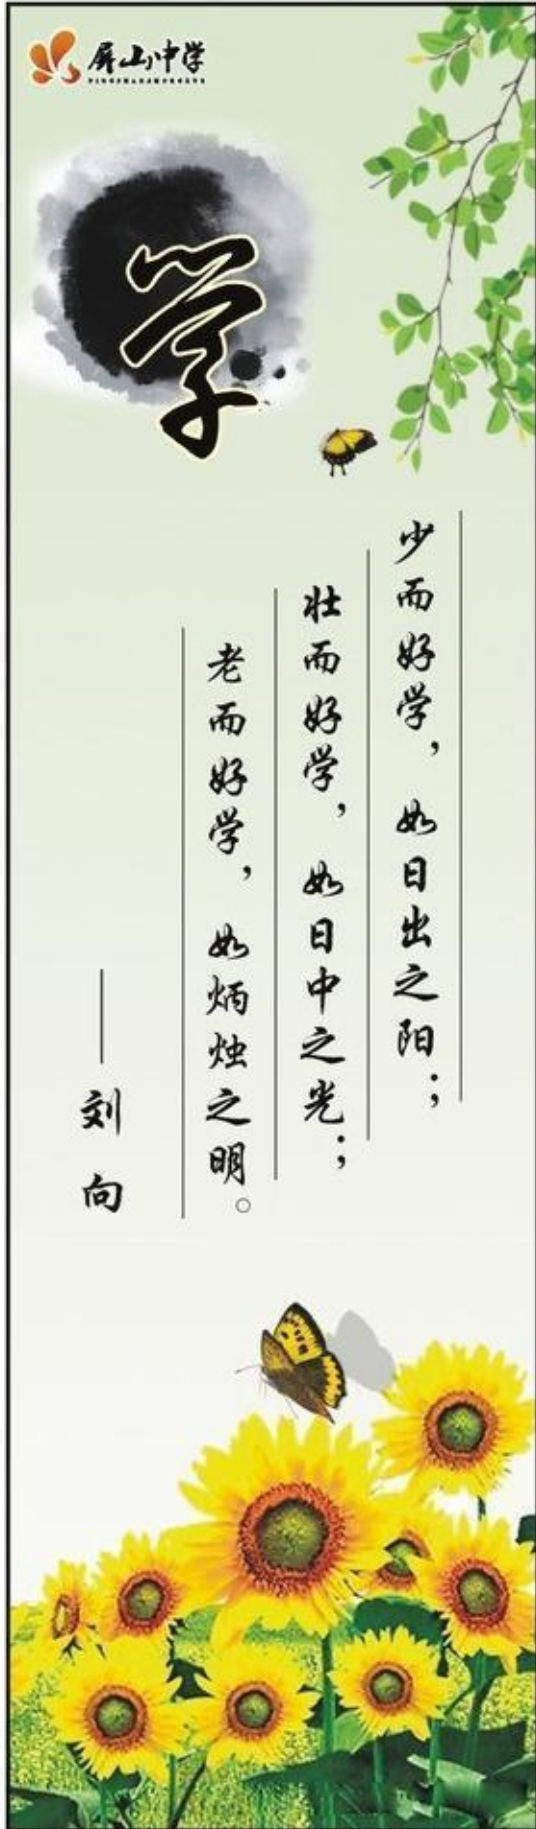 屏山中学
PINGSHANZHONGXUE
学
少而好学，如日出之阳；
壮而好学，如日中之光；
老而好学，如炳烛之明。
——刘向